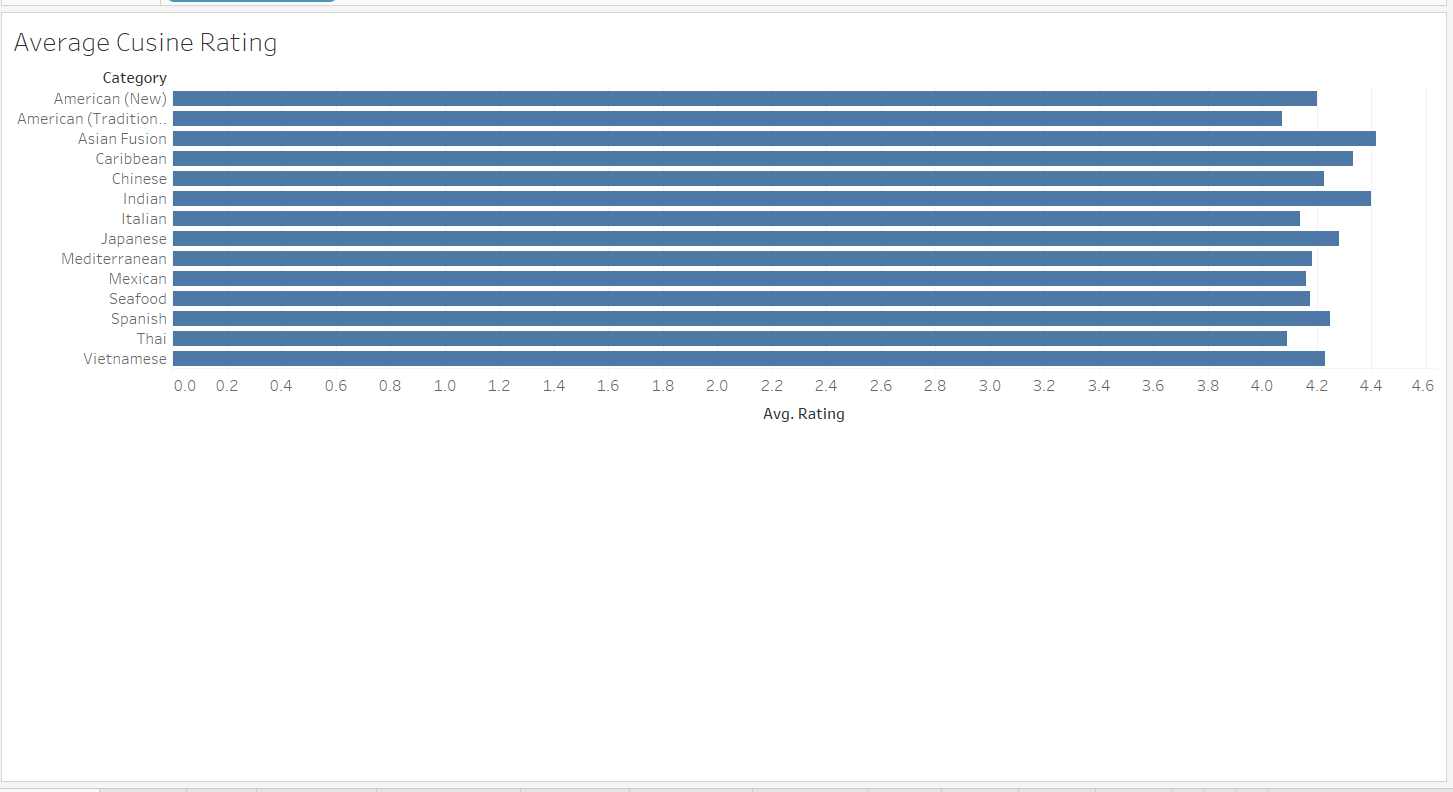 Average Cusine Rating
Category
American (New)
American (Tradition..
Asian Fusion
Caribbean
Chinese
Indian
Italian
Japanese
Mediterranean
Mexican
Seafood
Spanish
Thai
Vietnamese
0.0 0.2 0.4 0.6 0.8 1.0 1.2 1.4 1.6 1.8 2.0 2.2 2.4 2.6 2.8 3.0 3.2 3.4 3.6 3.8 4.0 4.2 4.4 4.6
Avg. Rating